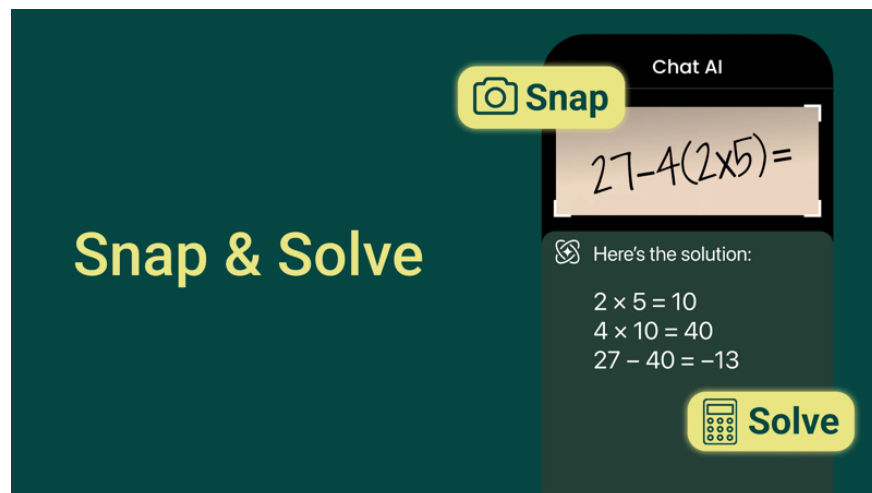 Snap & Solve
Chat AI
Snap
27-4(2x5)=
Here's the solution:
2 × 5 = 10
4 × 10 = 40
27 – 40 = –13
Solve